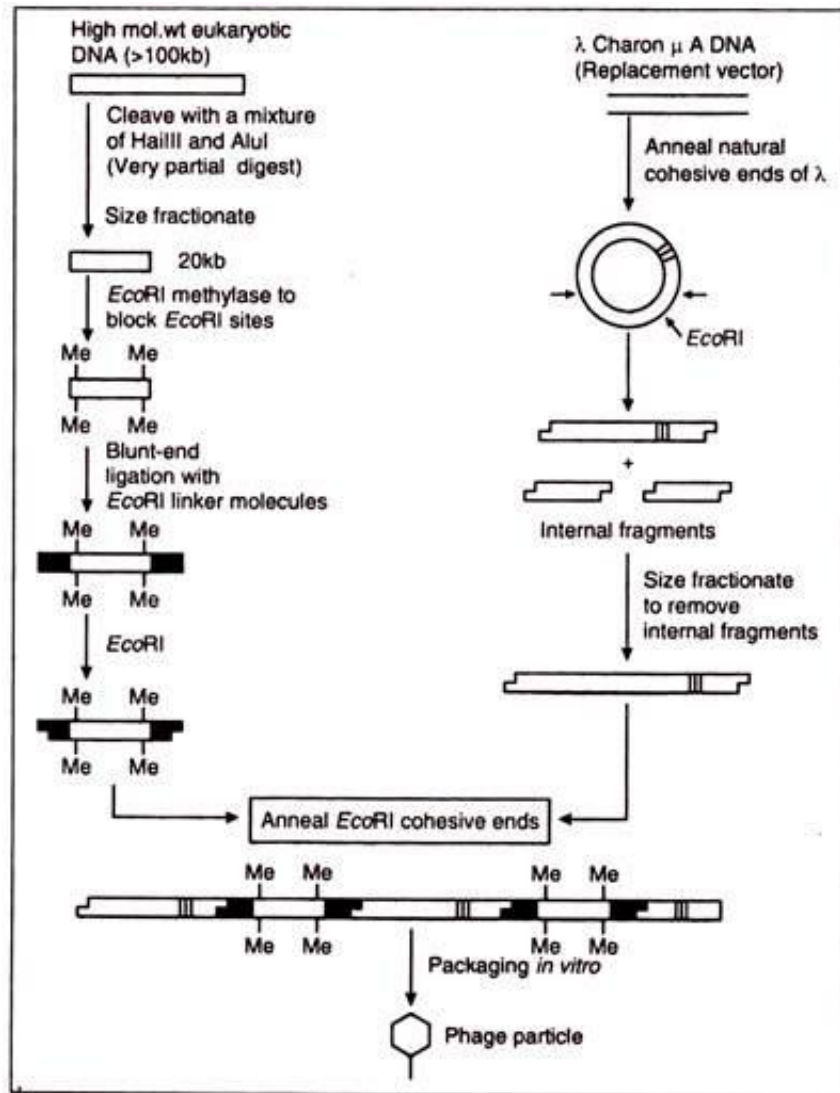 High mol.wt eukaryotic
DNA (>100kb)
Cleave with a mixture
of HaiIII and AluI
(Very partial digest)
Size fractionate
20kb
EcoRI methylase to
block EcoRI sites
Me Me
Me Me
Blunt-end
ligation with
EcoRI linker molecules
Me Me
Me Me
EcoRI
Me Me
Me Me
λ Charon μ A DNA
(Replacement vector)
Anneal natural
cohesive ends of λ
EcoRI
+
Internal fragments
Size fractionate
to remove
internal fragments
Anneal EcoRI cohesive ends
Me Me Me Me
Me Me Me Me
Packaging in vitro
Phage particle